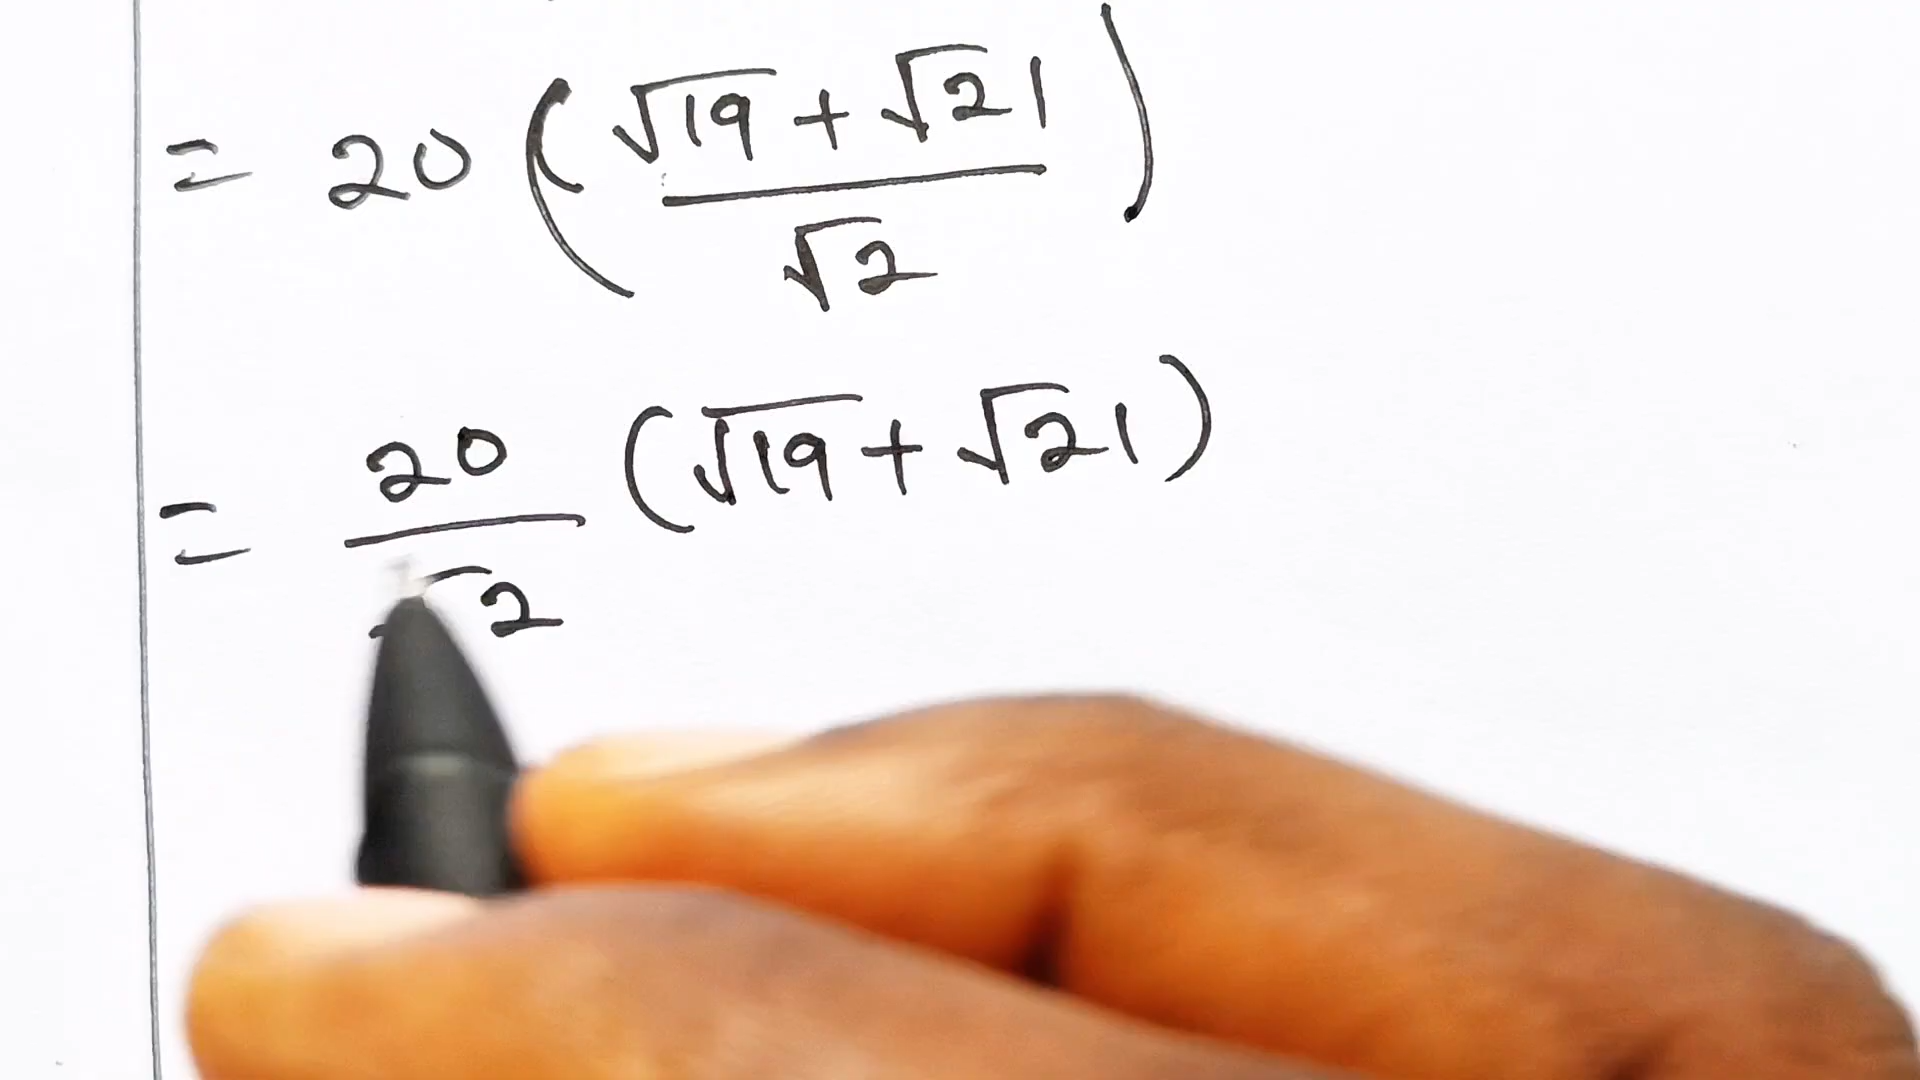 = 20 ( (√19 + √21) / √2 )
= 20 / √2 (√19 + √21)